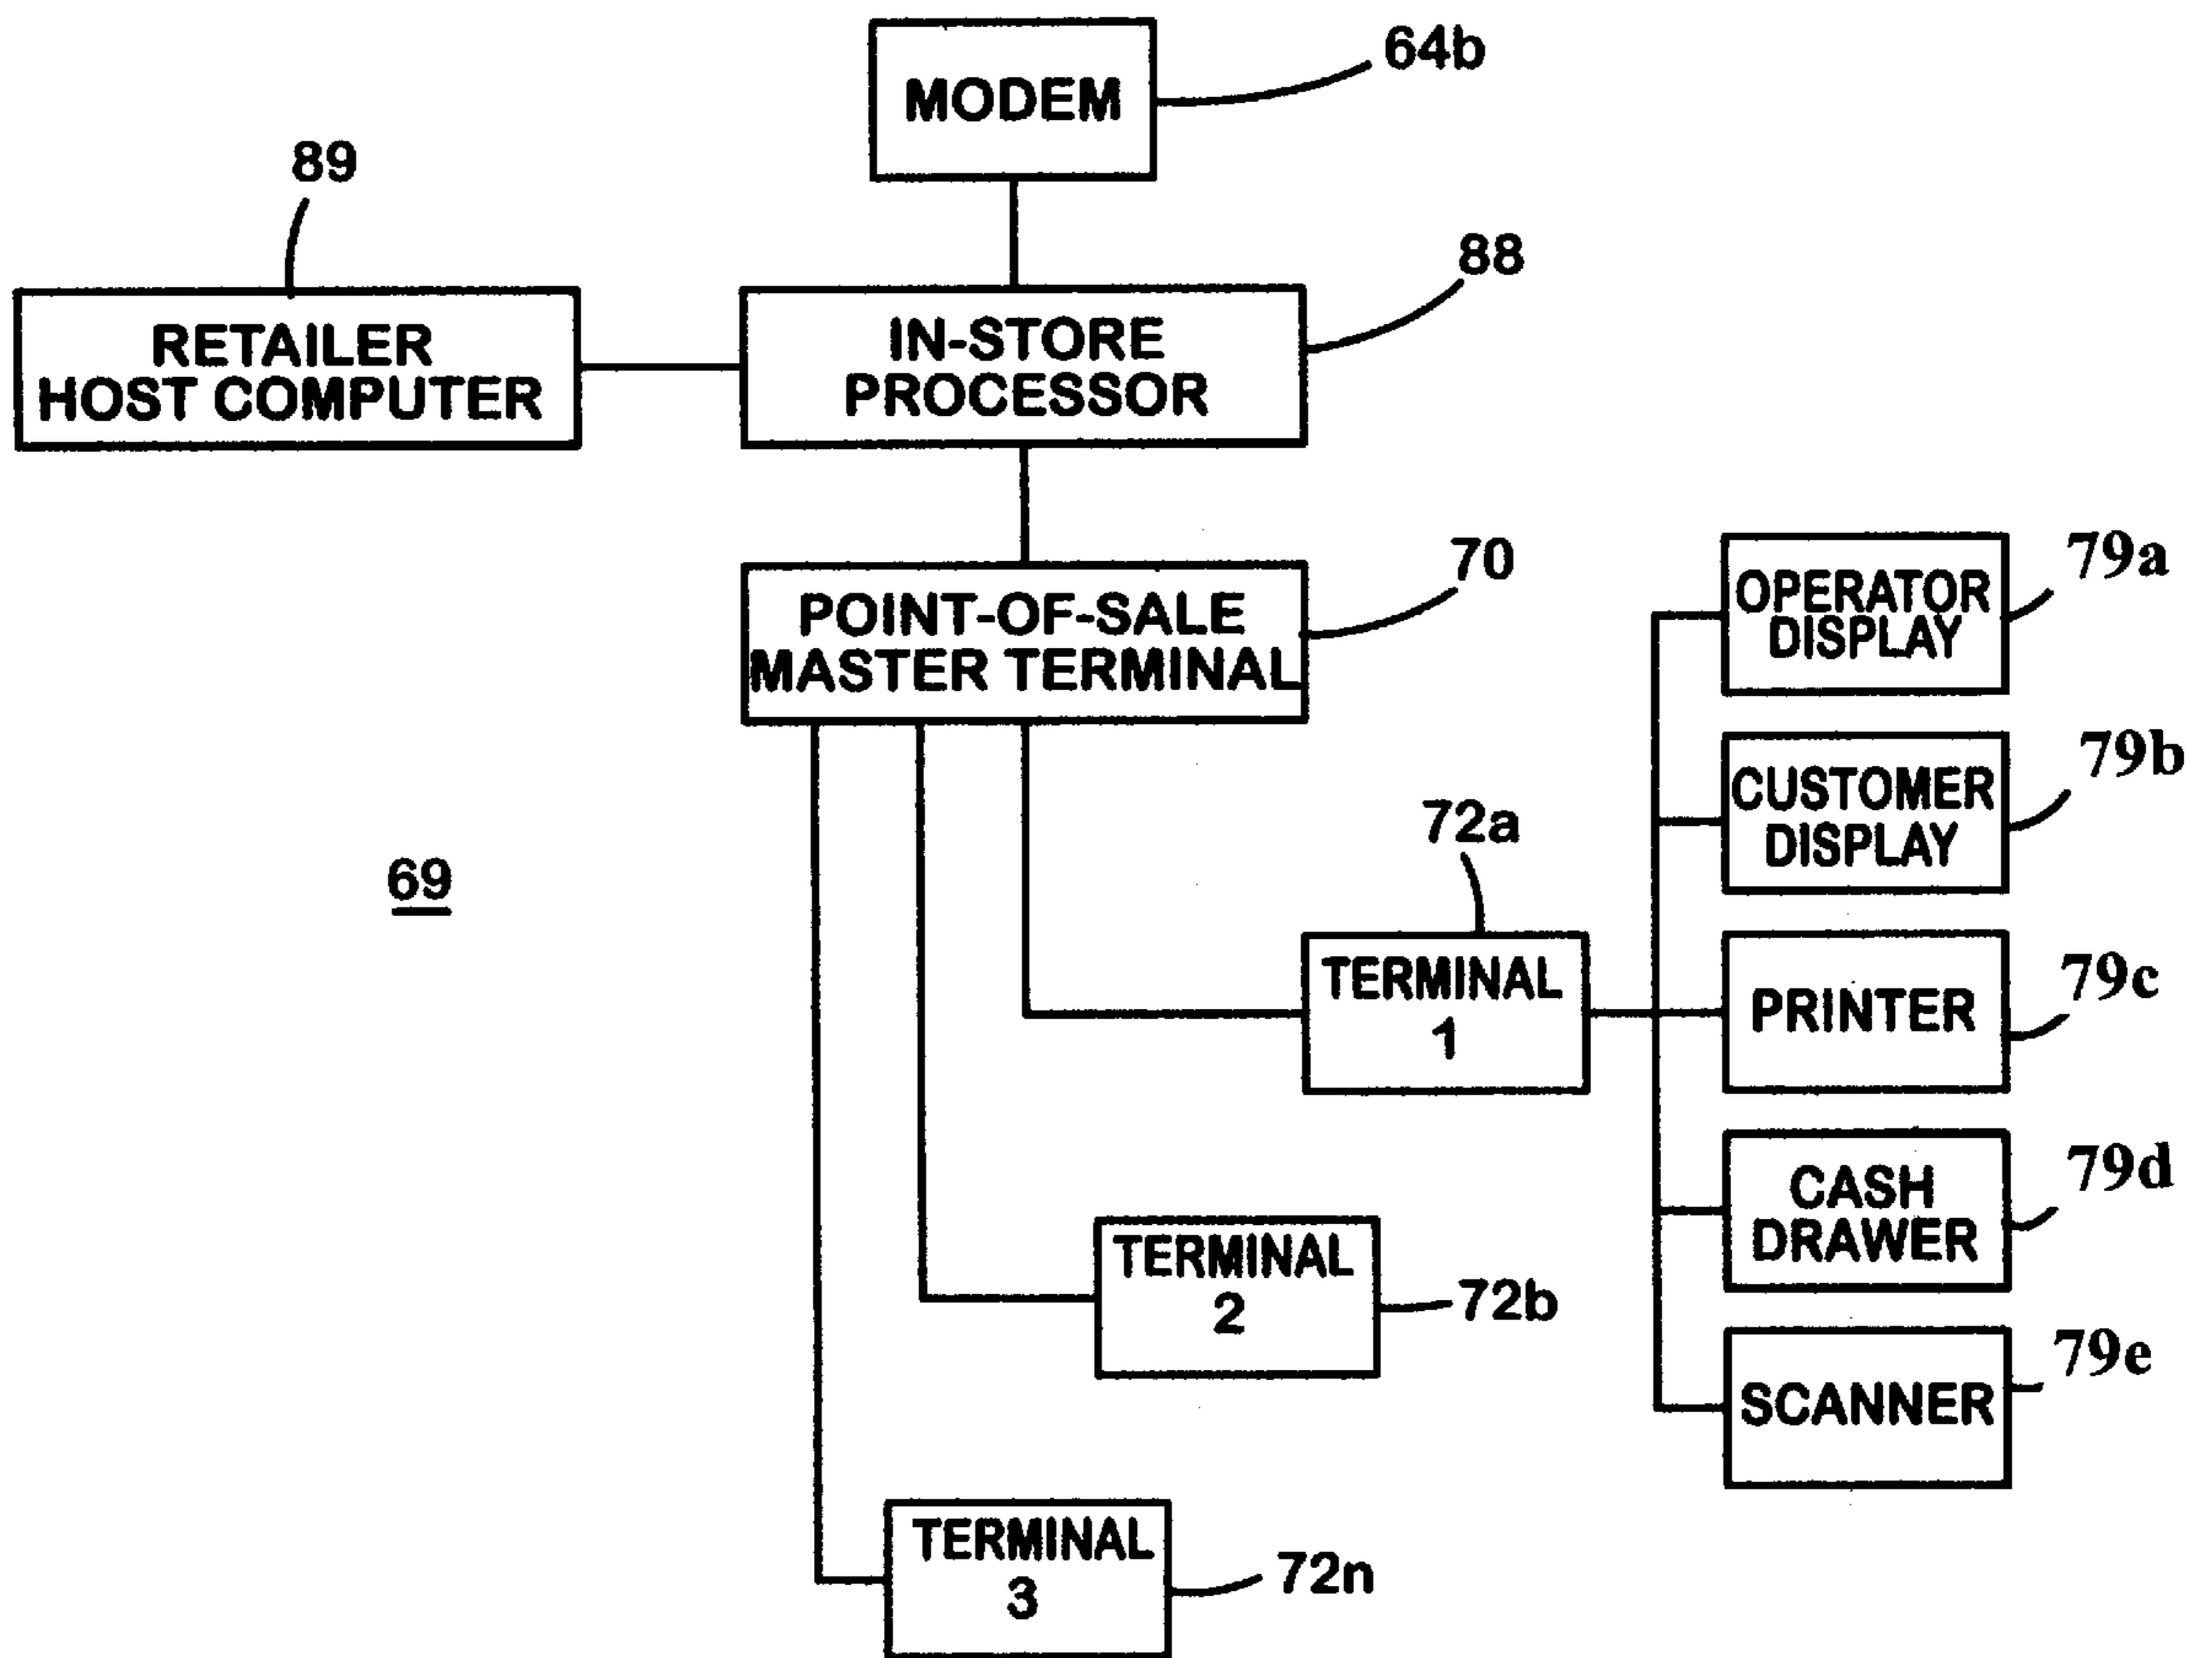 MODEM
64b
89
RETAILER
HOST COMPUTER
IN-STORE
PROCESSOR
88
POINT-OF-SALE
MASTER TERMINAL
70
OPERATOR
DISPLAY
79a
CUSTOMER
DISPLAY
79b
69
72a
TERMINAL
1
PRINTER
79c
CASH
DRAWER
79d
TERMINAL
2
72b
SCANNER
79e
TERMINAL
3
72n